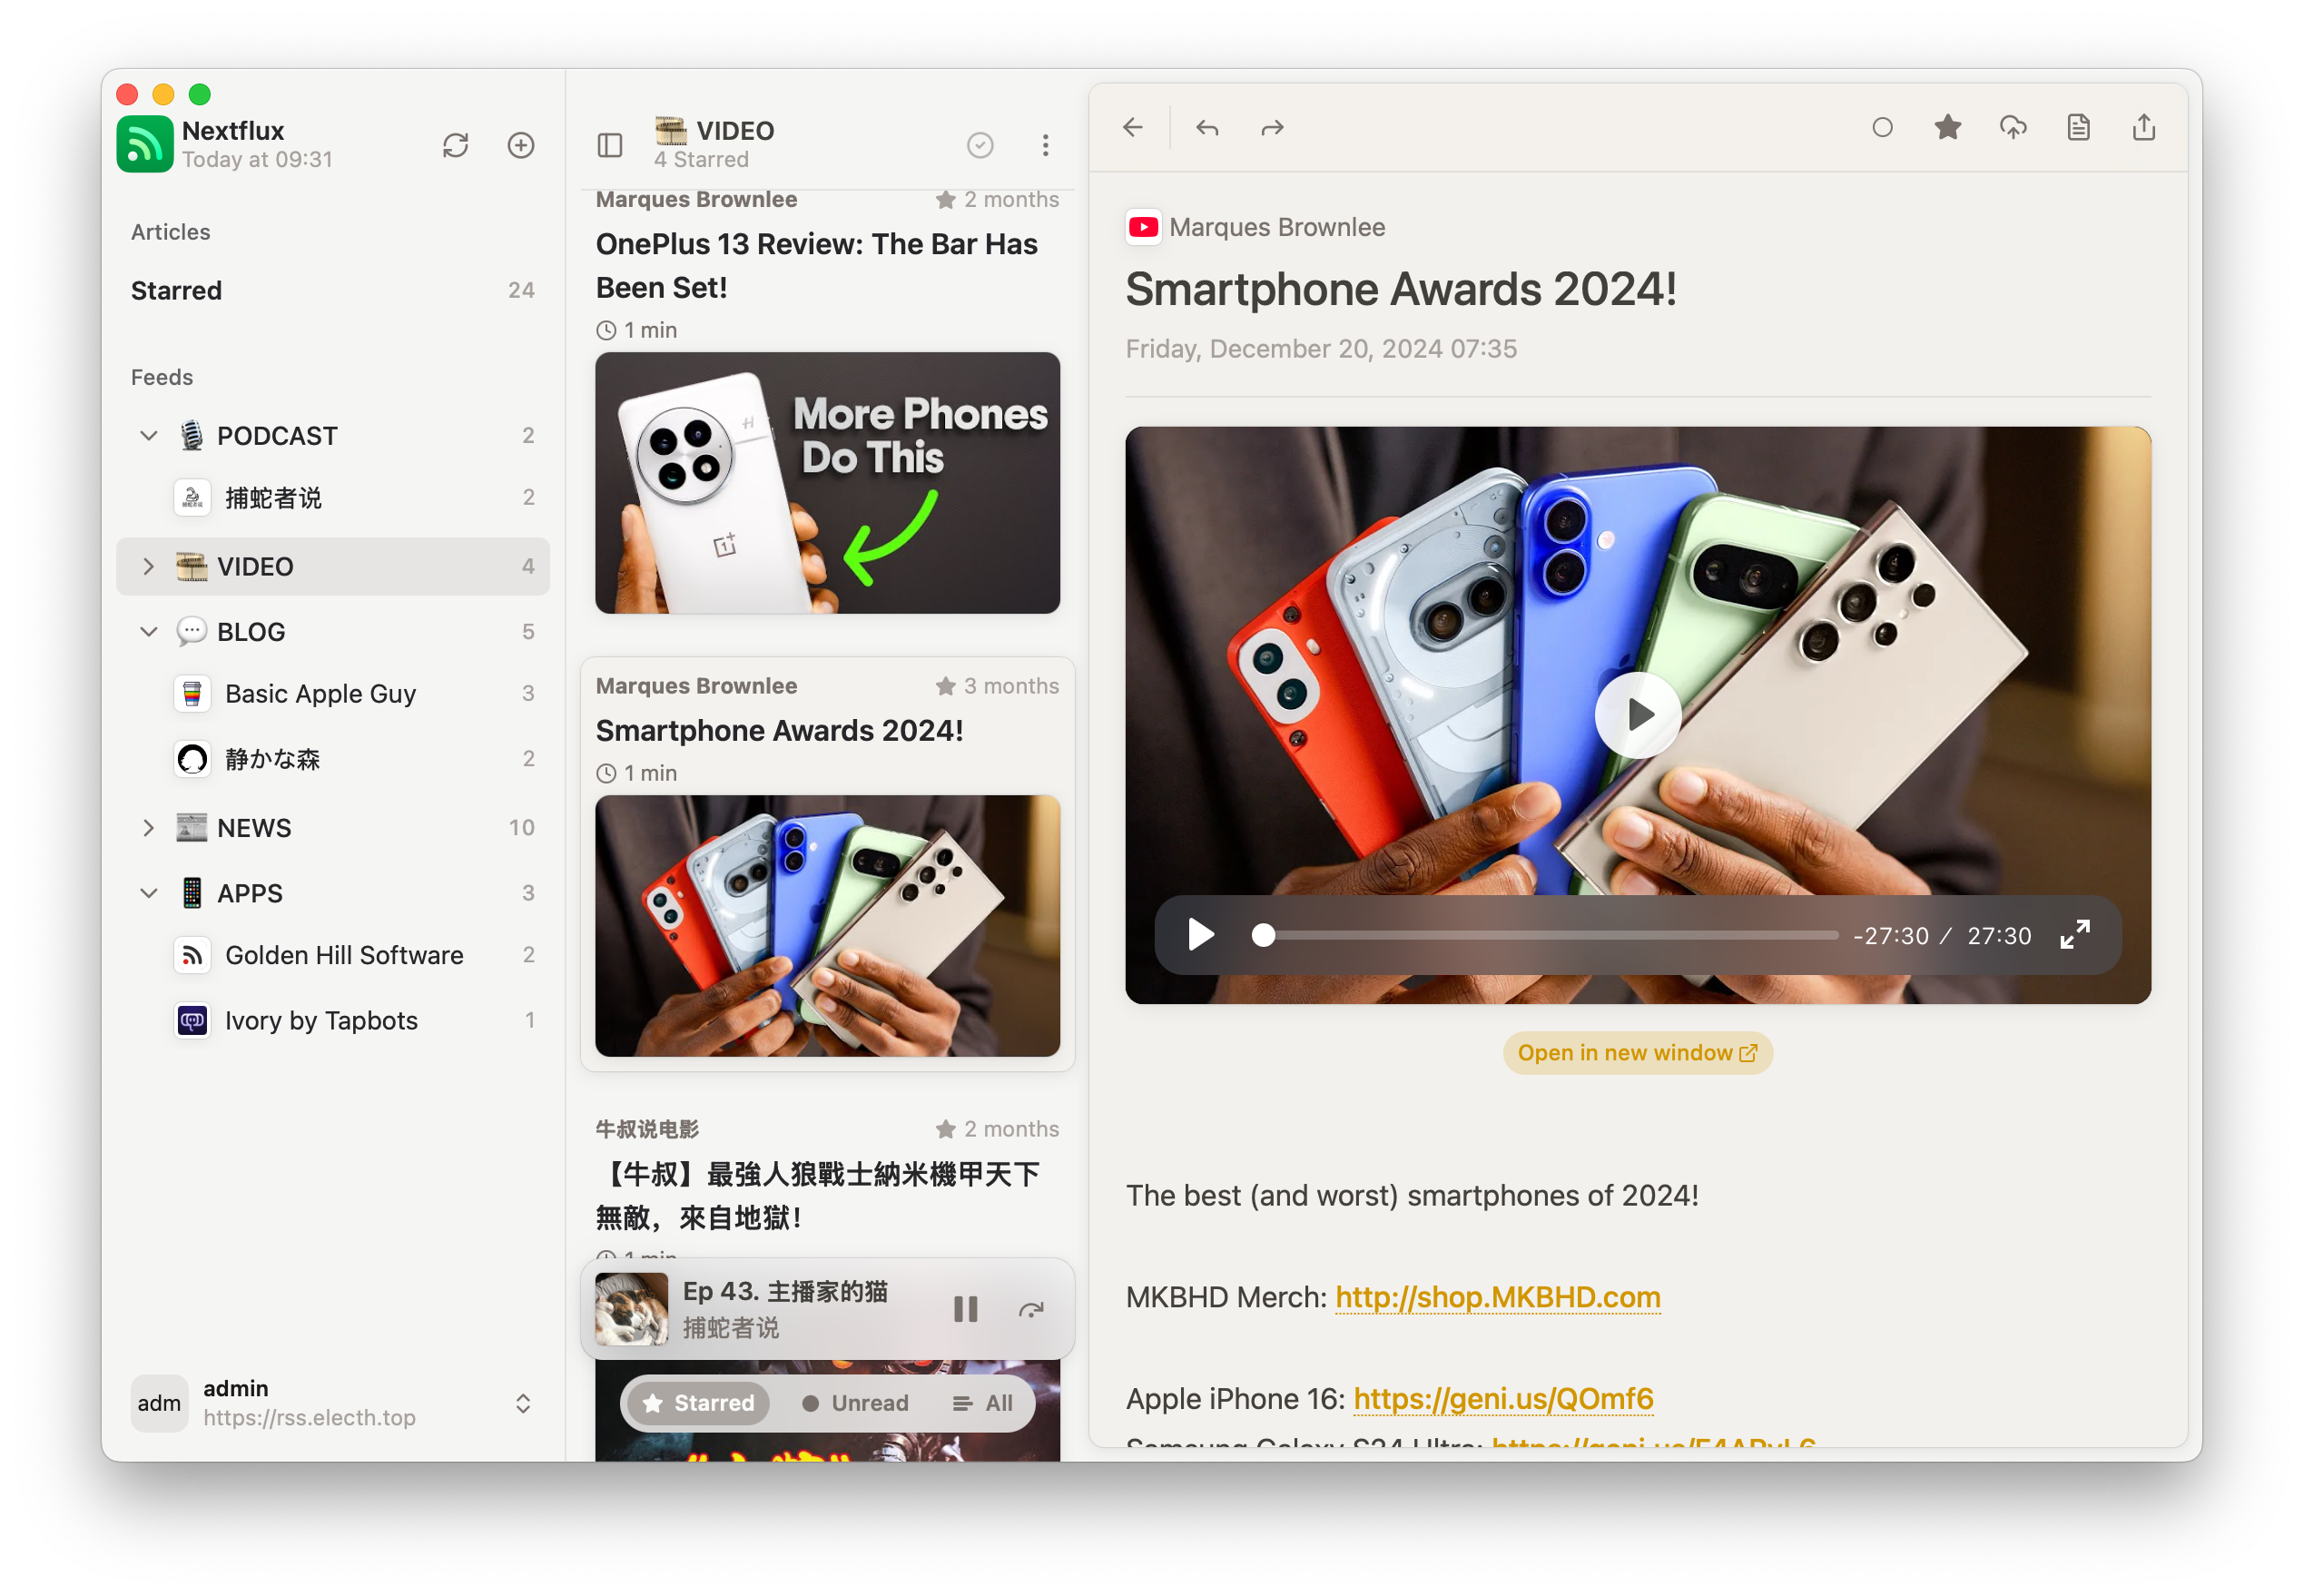 Nextflux
Today at 09:31
Articles
Starred 24
Feeds
PODCAST 2
捕蛇者说 2
VIDEO 4
BLOG 5
Basic Apple Guy 3
静かな森 2
NEWS 10
APPS 3
Golden Hill Software 2
Ivory by Tapbots 1
adm
admin
https://rss.electh.top
VIDEO
4 Starred
Marques Brownlee 2 months
OnePlus 13 Review: The Bar Has
Been Set!
1 min
More Phones
Do This
Marques Brownlee 3 months
Smartphone Awards 2024!
1 min
牛叔说电影 2 months
【牛叔】最強人狼戰士納米機甲天下
無敵，來自地獄！
1 min
Ep 43. 主播家的猫
捕蛇者说
Starred Unread All
Marques Brownlee
Smartphone Awards 2024!
Friday, December 20, 2024 07:35
-27:30 / 27:30
Open in new window
The best (and worst) smartphones of 2024!
MKBHD Merch: http://shop.MKBHD.com
Apple iPhone 16: https://geni.us/QOmf6
Samsung Galaxy S24 Ultra: